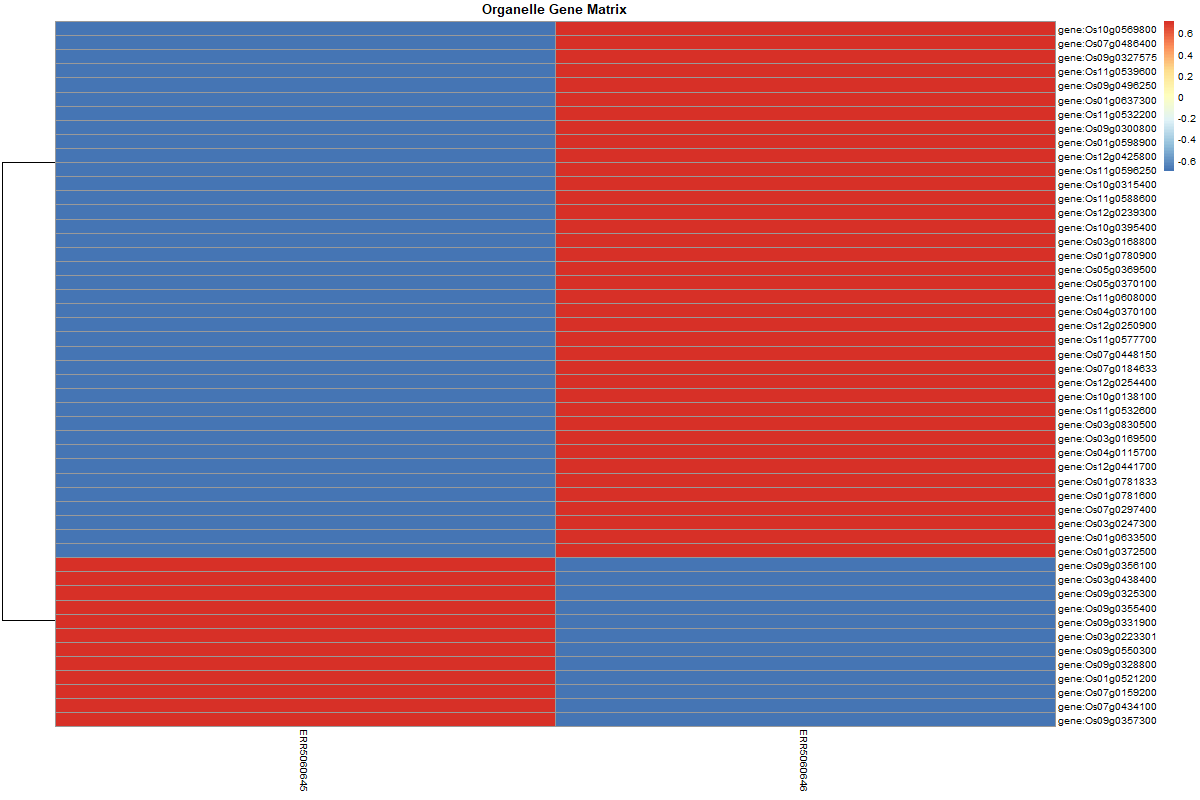 Organelle Gene Matrix
gene:Os10g0569800
gene:Os07g0486400
gene:Os09g0327575
gene:Os11g0539600
gene:Os09g0496250
gene:Os01g0637300
gene:Os11g0532200
gene:Os09g0300800
gene:Os01g0598900
gene:Os12g0425800
gene:Os11g0596250
gene:Os10g0315400
gene:Os11g0588600
gene:Os12g0239300
gene:Os10g0395400
gene:Os03g0168800
gene:Os01g0780900
gene:Os05g0369500
gene:Os05g0370100
gene:Os11g0608000
gene:Os04g0370100
gene:Os12g0250900
gene:Os11g0577700
gene:Os07g0448150
gene:Os07g0184633
gene:Os12g0254400
gene:Os10g0138100
gene:Os11g0532600
gene:Os03g0830500
gene:Os03g0169500
gene:Os04g0115700
gene:Os12g0441700
gene:Os01g0781833
gene:Os01g0781600
gene:Os07g0297400
gene:Os03g0247300
gene:Os01g0633500
gene:Os01g0372500
gene:Os09g0356100
gene:Os03g0438400
gene:Os09g0325300
gene:Os09g0355400
gene:Os09g0331900
gene:Os03g0223301
gene:Os09g0550300
gene:Os09g0328800
gene:Os01g0521200
gene:Os07g0159200
gene:Os07g0434100
gene:Os09g0357300
0.6
0.4
0.2
0
-0.2
-0.4
-0.6
ERR5060645
ERR5060646